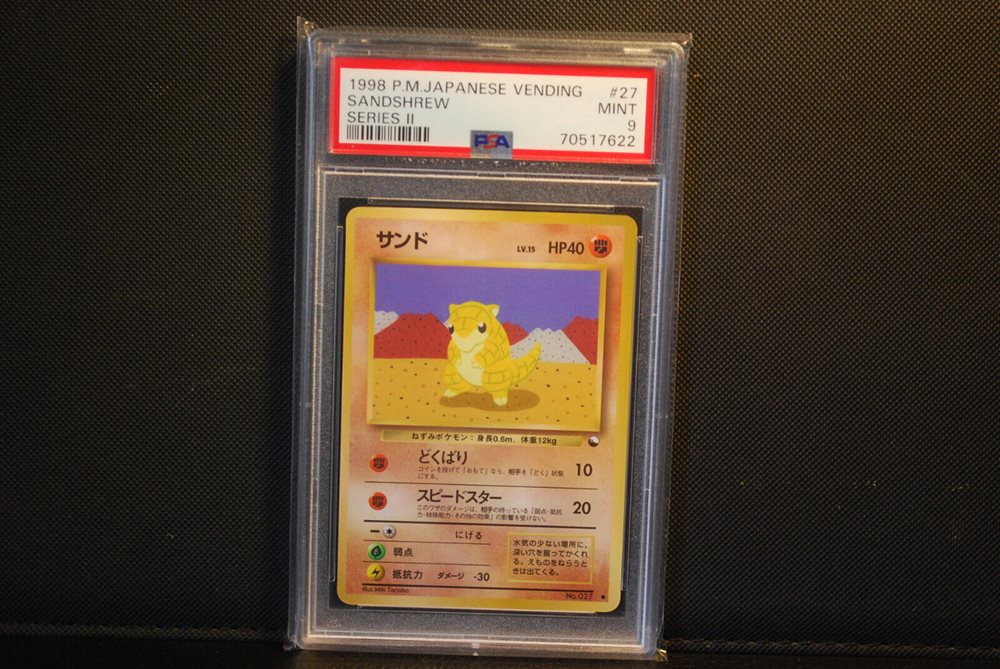 1998 P.M.JAPANESE VENDING #27
SANDSHREW MINT
SERIES II 9
PSA 70517622
サンド LV.15 HP40
ねずみポケモン：身長0.6m、体重12kg
どくばり 10
コインを投げて「おもて」なら、相手を「どく」状態
にする。
スピードスター 20
このワザのダメージは、相手の持っている「弱点・抵抗
力・特殊能力・その他の効果」の影響を受けない。
にげる
弱点
抵抗力 ダメージ -30
水気の少ない場所に、
深い穴を掘ってかくれ
る。えものをねらうと
きは出てくる。
Illus.Miki Tanaka No.027